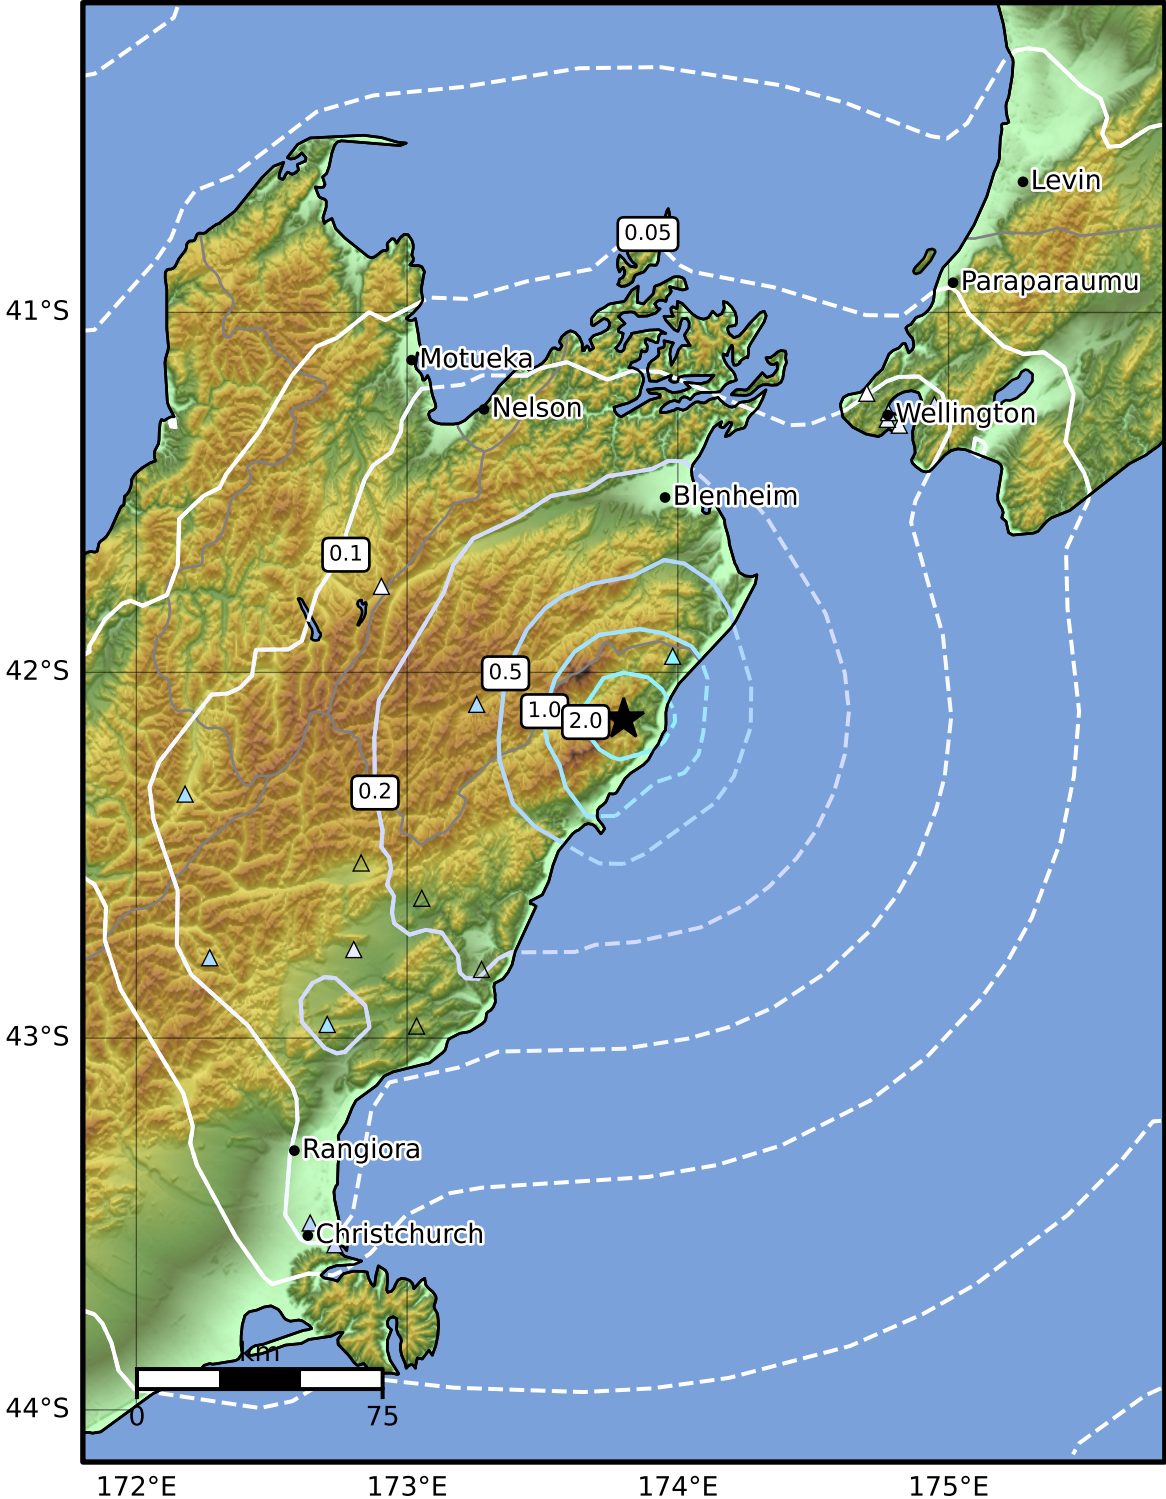 Levin
0.05
Paraparaumu
41°S
Motueka
Nelson
Wellington
Blenheim
0.1
42°S
0.5
1.0
2.0
0.2
43°S
Rangiora
Christchurch
km
0
75
44°S
172°E
173°E
174°E
175°E